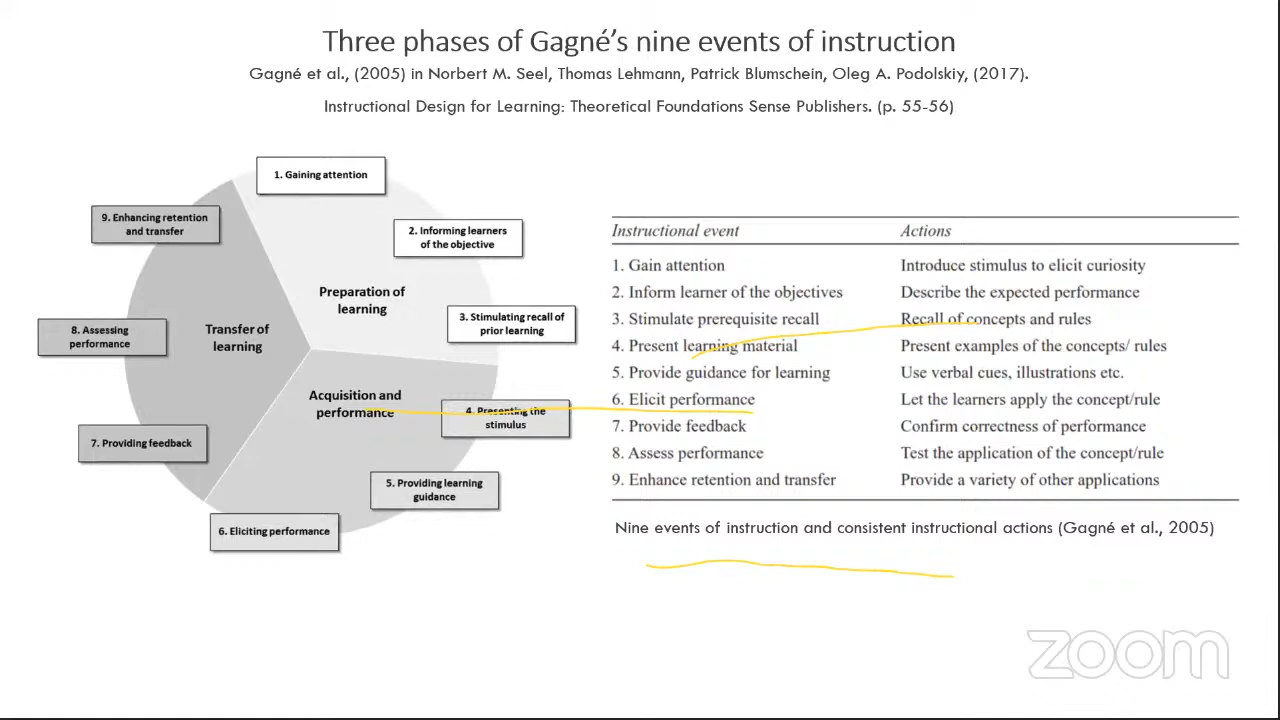 Three phases of Gagné's nine events of instruction
Gagné et al., (2005) in Norbert M. Seel, Thomas Lehmann, Patrick Blumschein, Oleg A. Podolskiy, (2017).
Instructional Design for Learning: Theoretical Foundations Sense Publishers. (p. 55-56)
1. Gaining attention
2. Informing learners
of the objective
3. Stimulating recall of
prior learning
4. Presenting the
stimulus
5. Providing learning
guidance
6. Eliciting performance
7. Providing feedback
8. Assessing
performance
9. Enhancing retention
and transfer
Preparation of
learning
Transfer of
learning
Acquisition and
performance
Instructional event Actions
1. Gain attention Introduce stimulus to elicit curiosity
2. Inform learner of the objectives Describe the expected performance
3. Stimulate prerequisite recall Recall of concepts and rules
4. Present learning material Present examples of the concepts/ rules
5. Provide guidance for learning Use verbal cues, illustrations etc.
6. Elicit performance Let the learners apply the concept/rule
7. Provide feedback Confirm correctness of performance
8. Assess performance Test the application of the concept/rule
9. Enhance retention and transfer Provide a variety of other applications
Nine events of instruction and consistent instructional actions (Gagné et al., 2005)
zoom